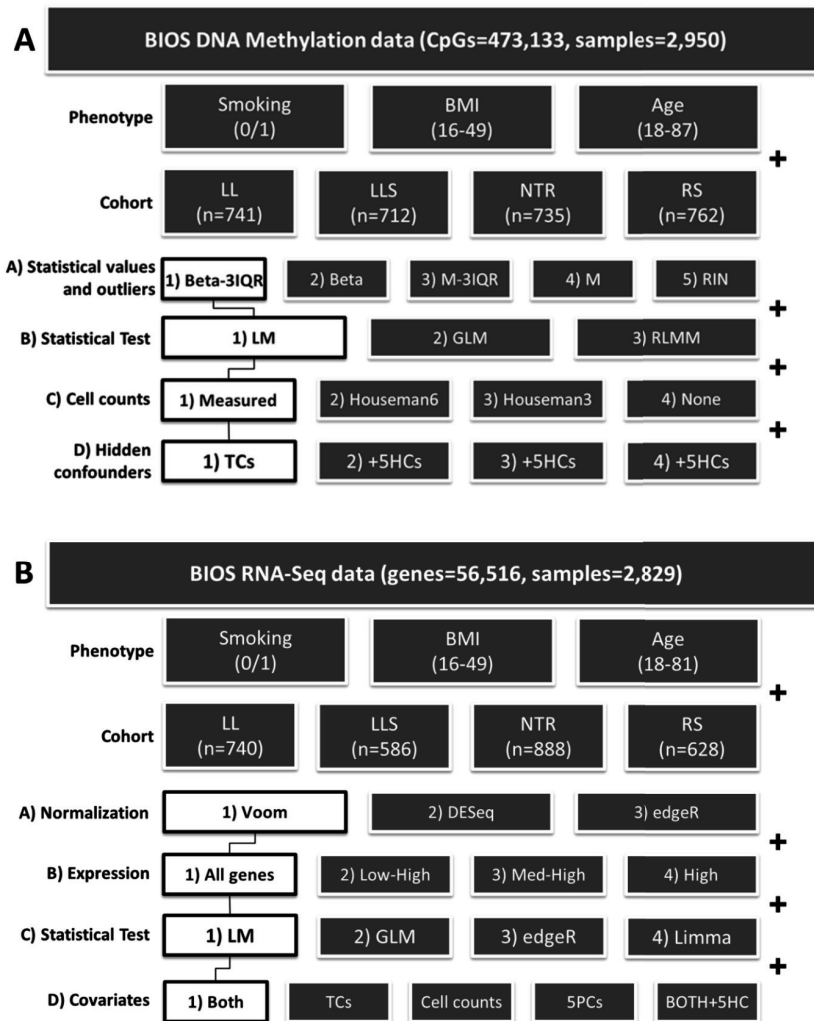 A
BIOS DNA Methylation data (CpGs=473,133, samples=2,950)
Phenotype
Smoking
(0/1)
BMI
(16-49)
Age
(18-87)
+
Cohort
LL
(n=741)
LLS
(n=712)
NTR
(n=735)
RS
(n=762)
A) Statistical values
and outliers
1) Beta-3IQR
2) Beta
3) M-3IQR
4) M
5) RIN
+
B) Statistical Test
1) LM
2) GLM
3) RLMM
+
C) Cell counts
1) Measured
2) Houseman6
3) Houseman3
4) None
+
D) Hidden
confounders
1) TCs
2) +5HCs
3) +5HCs
4) +5HCs
B
BIOS RNA-Seq data (genes=56,516, samples=2,829)
Phenotype
Smoking
(0/1)
BMI
(16-49)
Age
(18-81)
+
Cohort
LL
(n=740)
LLS
(n=586)
NTR
(n=888)
RS
(n=628)
A) Normalization
1) Voom
2) DESeq
3) edgeR
+
B) Expression
1) All genes
2) Low-High
3) Med-High
4) High
+
C) Statistical Test
1) LM
2) GLM
3) edgeR
4) Limma
+
D) Covariates
1) Both
TCs
Cell counts
5PCs
BOTH+5HC